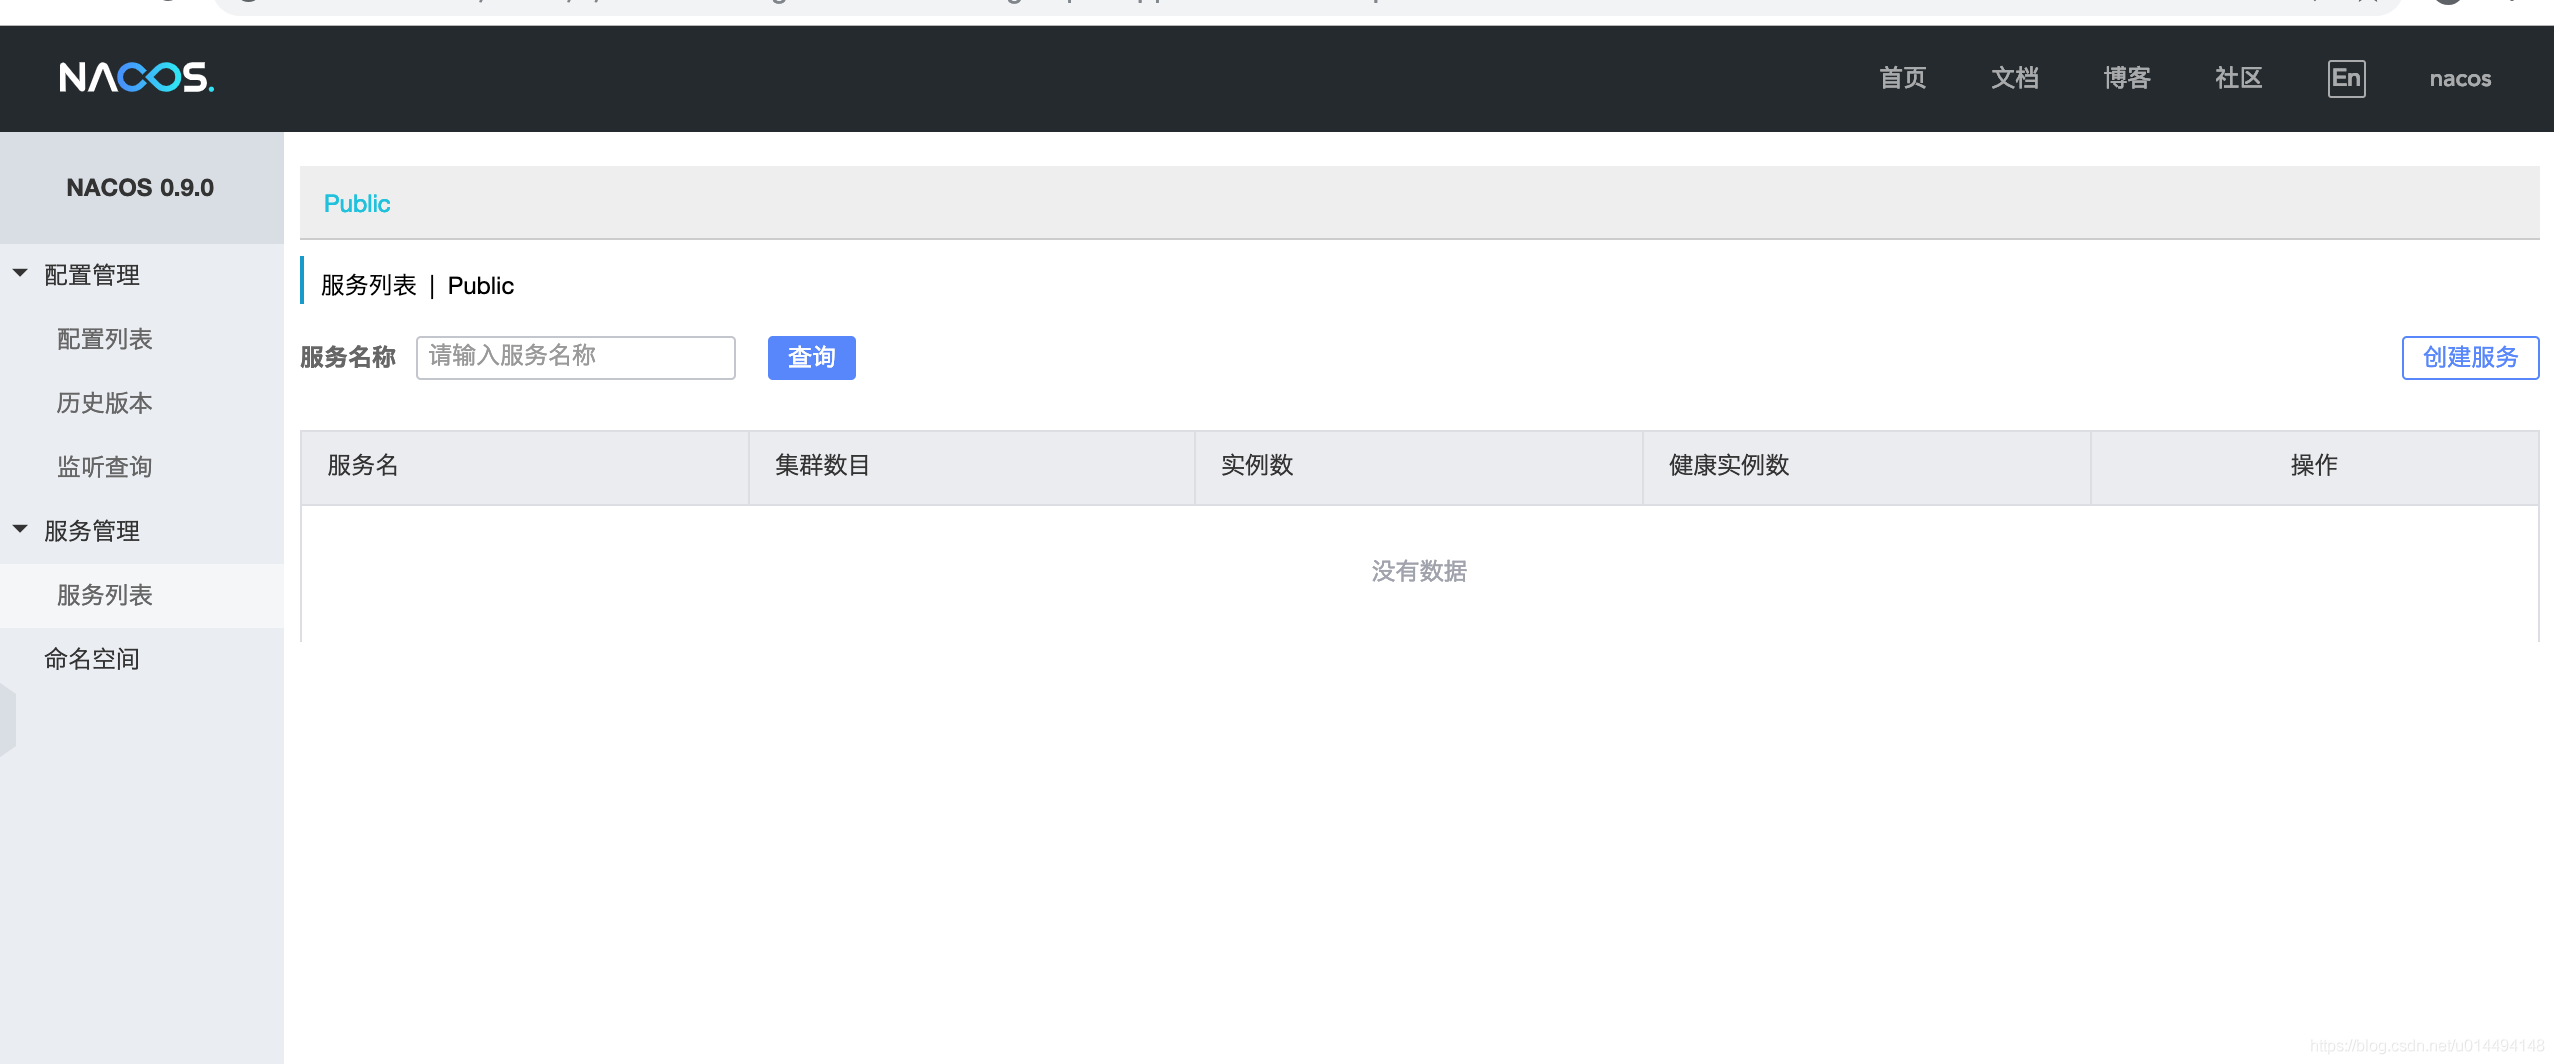 NACOS.
首页 文档 博客 社区 En nacos
NACOS 0.9.0
配置管理
配置列表
历史版本
监听查询
服务管理
服务列表
命名空间
Public
服务列表 | Public
服务名称 请输入服务名称 查询 创建服务
服务名 集群数目 实例数 健康实例数 操作
没有数据
https://blog.csdn.net/u014494148